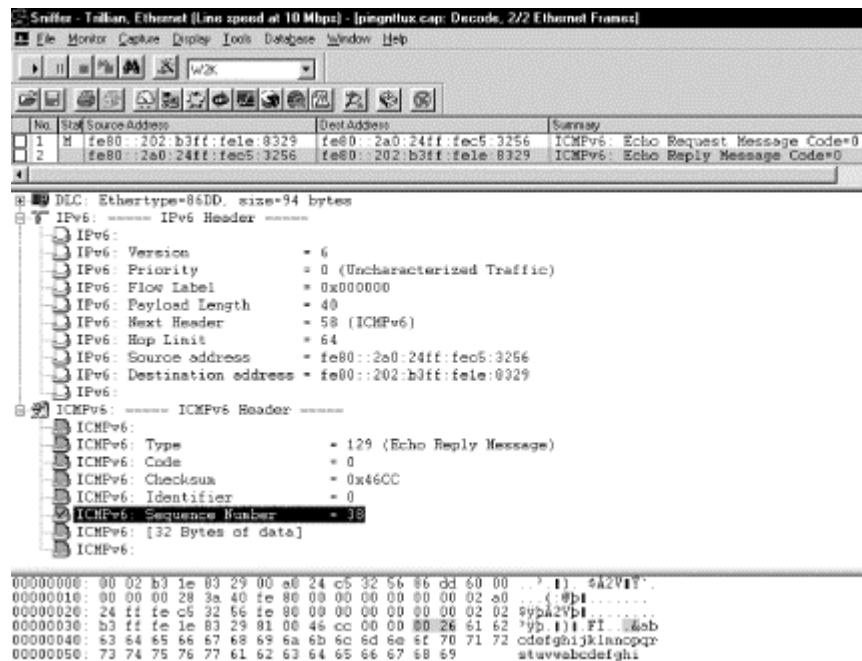 Sniffer - Trillian, Ethernet (Line speed at 10 Mbps) - [pingnttux.cap: Decode, 2/2 Ethernet Frames]
File Monitor Capture Display Tools Database Window Help
W2K
No. Stat Source Address Dest Address Summary
1 M fe80::202:b3ff:fe1e:8329 fe80::2a0:24ff:fec5:3256 ICMPv6: Echo Request Message Code=0
2 fe80::2a0:24ff:fec5:3256 fe80::202:b3ff:fe1e:8329 ICMPv6: Echo Reply Message Code=0
DLC: Ethertype=86DD, size=94 bytes
IPv6: ----- IPv6 Header -----
IPv6:
IPv6: Version = 6
IPv6: Priority = 0 (Uncharacterized Traffic)
IPv6: Flow Label = 0x000000
IPv6: Payload Length = 40
IPv6: Next Header = 58 (ICMPv6)
IPv6: Hop Limit = 64
IPv6: Source address = fe80::2a0:24ff:fec5:3256
IPv6: Destination address = fe80::202:b3ff:fe1e:8329
IPv6:
ICMPv6: ----- ICMPv6 Header -----
ICMPv6:
ICMPv6: Type = 129 (Echo Reply Message)
ICMPv6: Code = 0
ICMPv6: Checksum = 0x46CC
ICMPv6: Identifier = 0
ICMPv6: Sequence Number = 38
ICMPv6: [32 Bytes of data]
ICMPv6:
00000000: 00 02 b3 1e 83 29 00 a0 24 c5 32 56 86 dd 60 00
00000010: 00 00 00 28 3a 40 fe 80 00 00 00 00 00 00 02 a0
00000020: 24 ff fe c5 32 56 fe 80 00 00 00 00 00 00 02 02
00000030: b3 ff fe 1e 83 29 81 00 46 cc 00 00 00 26 61 62
00000040: 63 64 65 66 67 68 69 6a 6b 6c 6d 6e 6f 70 71 72 cdefghijklmnopqr
00000050: 73 74 75 76 77 61 62 63 64 65 66 67 68 69 stuvwabcdefghi